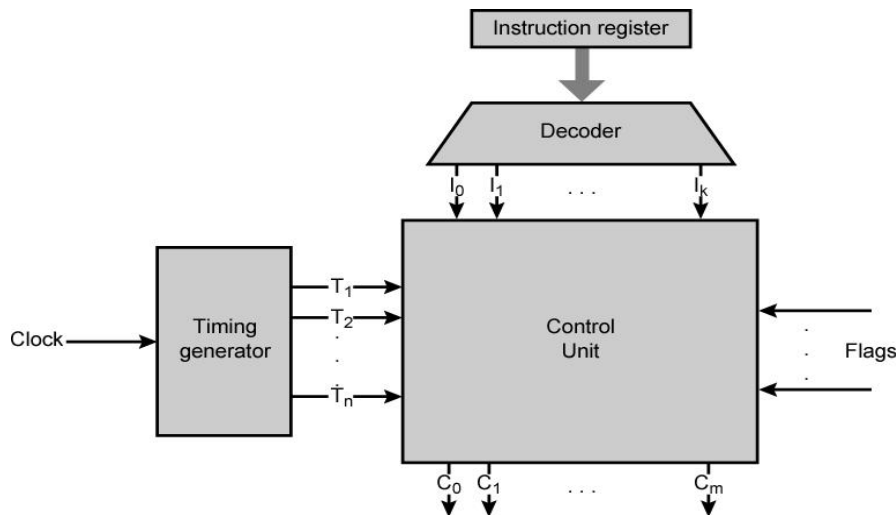 Instruction register
Decoder
I0 I1 . . . Ik
T1
T2
.
.
.
Tn
Clock
Timing
generator
Control
Unit
.
.
.
Flags
C0 C1 . . . Cm